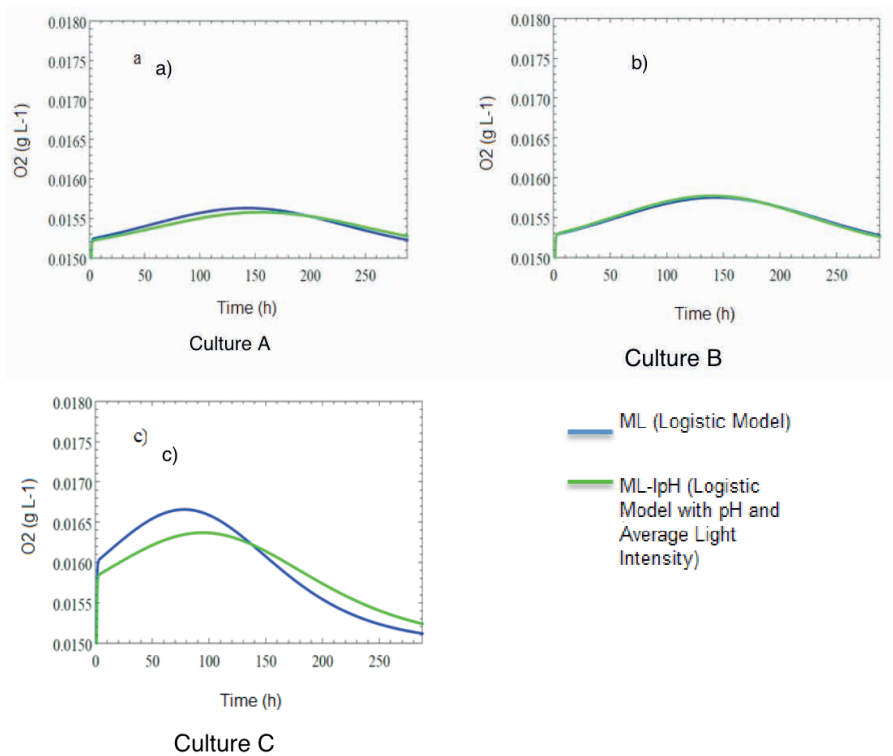 0.0180
a
a)
0.0175
0.0170
O2 (g L-1)
0.0165
0.0160
0.0155
0.0150
0 50 100 150 200 250
Time (h)
Culture A
0.0180
b)
0.0175
0.0170
O2 (g L-1)
0.0165
0.0160
0.0155
0.0150
0 50 100 150 200 250
Time (h)
Culture B
0.0180
c)
c)
0.0175
0.0170
O2 (g L-1)
0.0165
0.0160
0.0155
0.0150
0 50 100 150 200 250
Time (h)
Culture C
ML (Logistic Model)
ML-IpH (Logistic
Model with pH and
Average Light
Intensity)